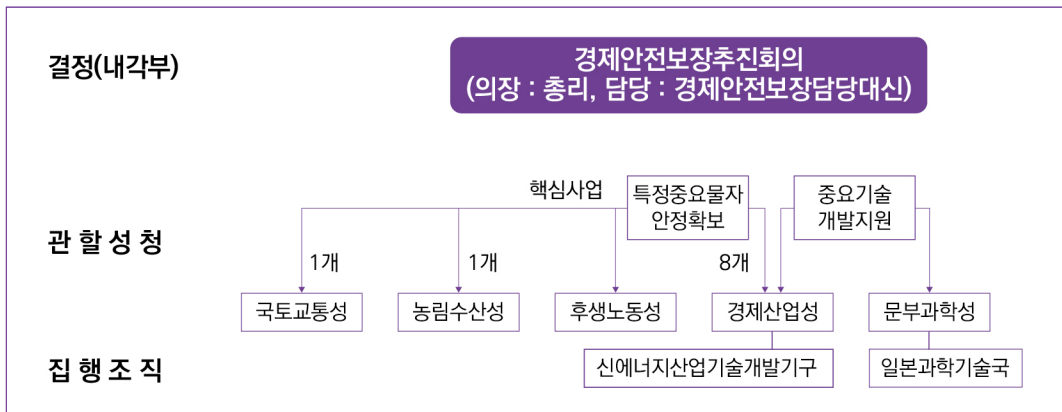 결정(내각부)
경제안전보장추진회의
(의장 : 총리, 담당 : 경제안전보장담당대신)
핵심사업
특정중요물자
안정확보
중요기술
개발지원
관 할 성 청
1개
1개
8개
국토교통성
농림수산성
후생노동성
경제산업성
문부과학성
집 행 조 직
신에너지산업기술개발기구
일본과학기술국